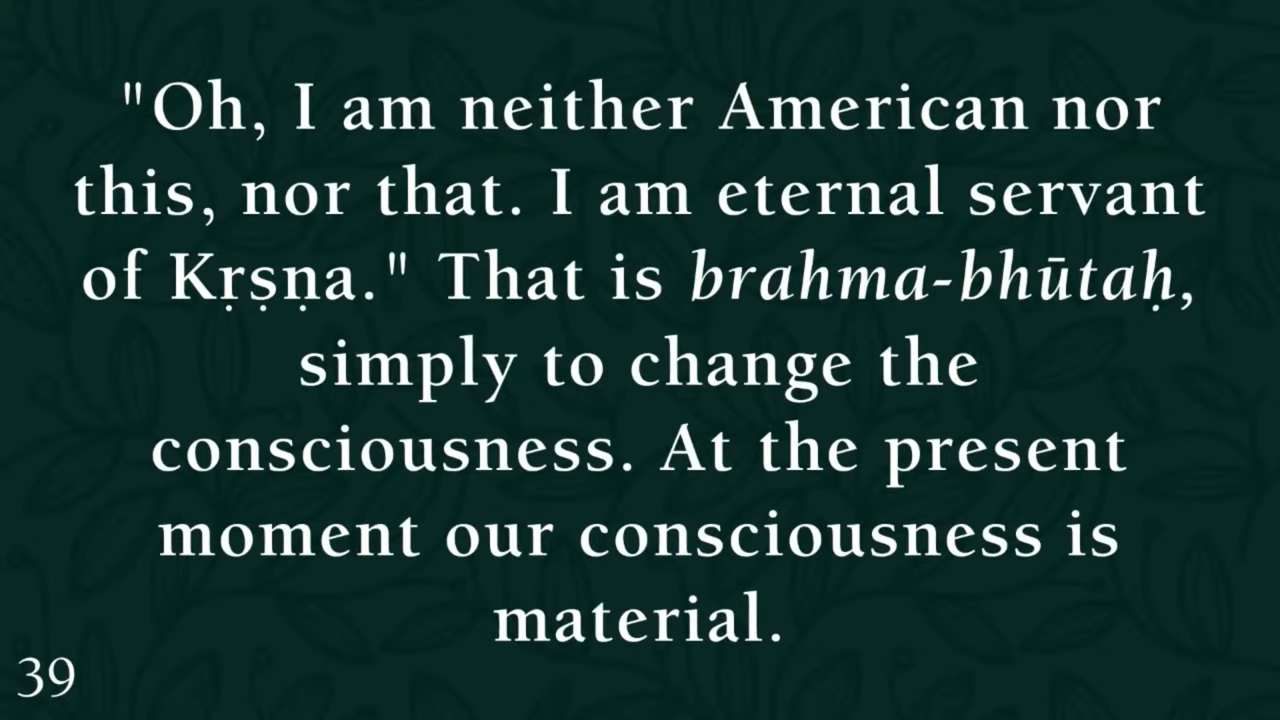 "Oh, I am neither American nor
this, nor that. I am eternal servant
of Kṛṣṇa." That is brahma-bhūtaḥ,
simply to change the
consciousness. At the present
moment our consciousness is
material.
39